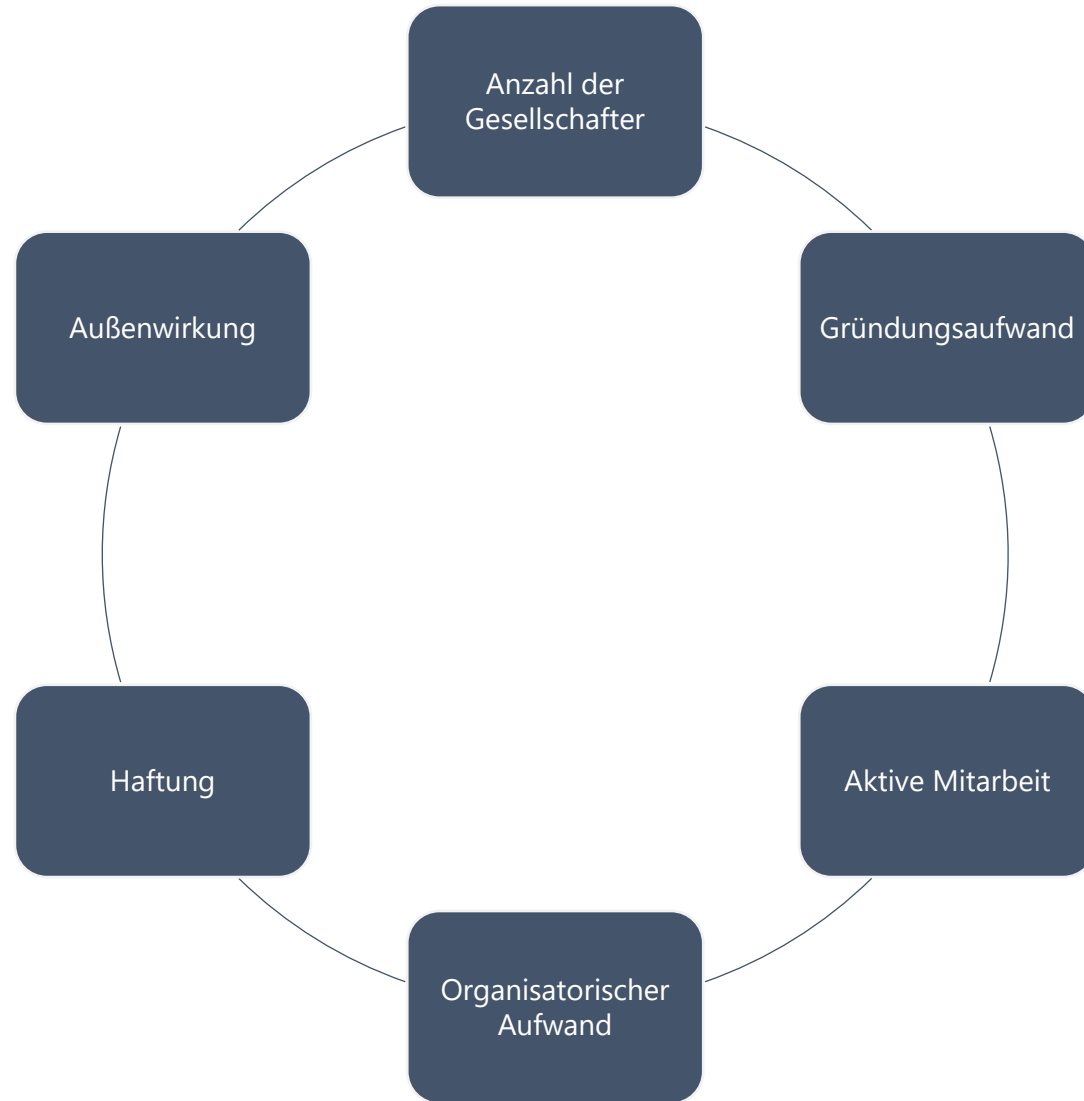 Anzahl der
Gesellschafter
Gründungsaufwand
Aktive Mitarbeit
Organisatorischer
Aufwand
Haftung
Außenwirkung